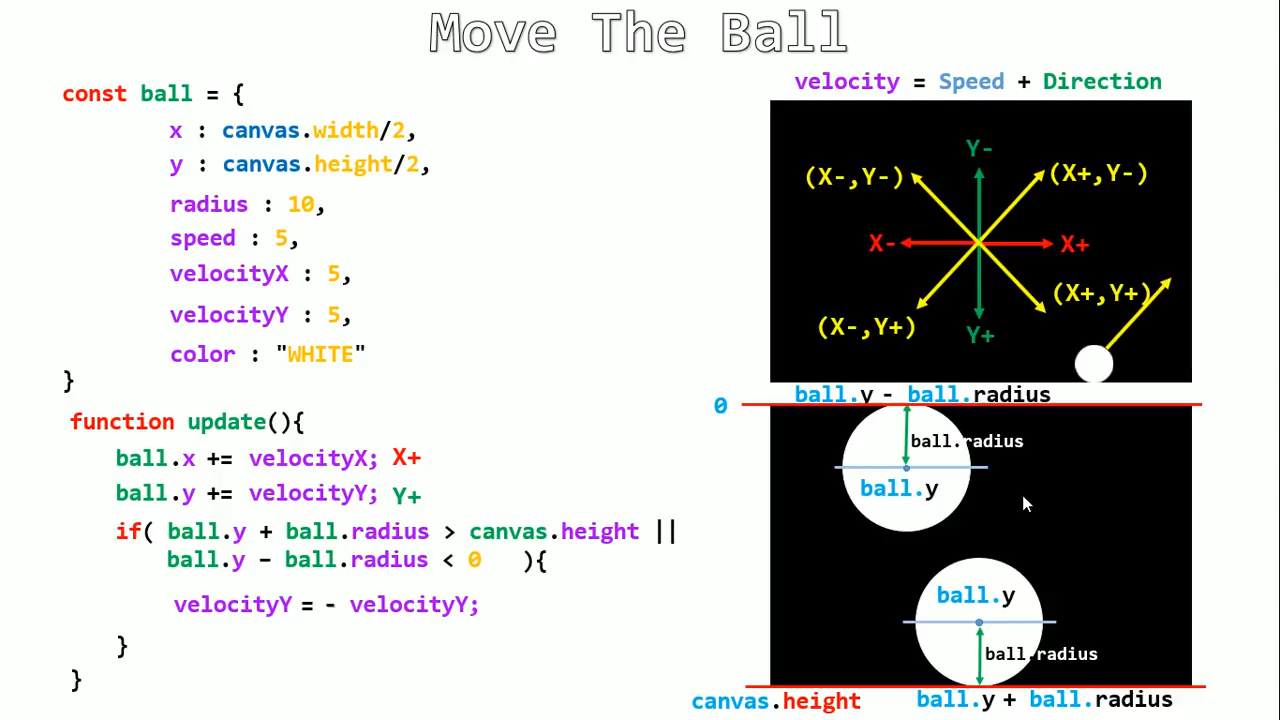 Move The Ball
const ball = {
x : canvas.width/2,
y : canvas.height/2,
radius : 10,
speed : 5,
velocityX : 5,
velocityY : 5,
color : "WHITE"
}
function update(){
ball.x += velocityX; X+
ball.y += velocityY; Y+
if( ball.y + ball.radius > canvas.height ||
ball.y – ball.radius < 0 ){
velocityY = - velocityY;
}
}
velocity = Speed + Direction
Y-
(X-,Y-) (X+,Y-)
X- X+
(X+,Y+)
(X-,Y+)
Y+
ball.y - ball.radius
0
ball.radius
ball.y
ball.y
ball.radius
canvas.height ball.y + ball.radius